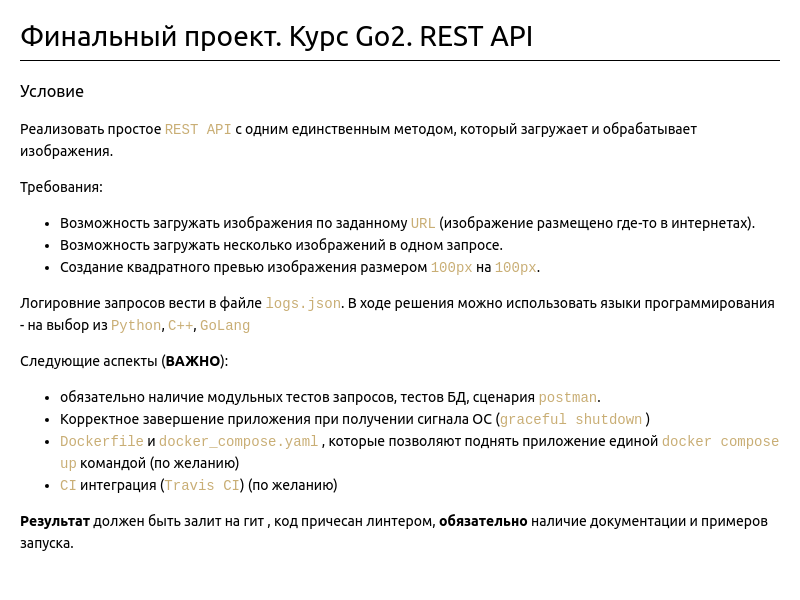 Финальный проект. Курс Go2. REST API
Условие
Реализовать простое REST API с одним единственным методом, который загружает и обрабатывает
изображения.
Требования:
• Возможность загружать изображения по заданному URL (изображение размещено где-то в интернетах).
• Возможность загружать несколько изображений в одном запросе.
• Создание квадратного превью изображения размером 100px на 100px.
Логировние запросов вести в файле logs.json. В ходе решения можно использовать языки программирования
- на выбор из Python, C++, GoLang
Следующие аспекты (ВАЖНО):
• обязательно наличие модульных тестов запросов, тестов БД, сценария postman.
• Корректное завершение приложения при получении сигнала ОС (graceful shutdown )
• Dockerfile и docker_compose.yaml , которые позволяют поднять приложение единой docker compose
up командой (по желанию)
• CI интеграция (Travis CI) (по желанию)
Результат должен быть залит на гит , код причесан линтером, обязательно наличие документации и примеров
запуска.